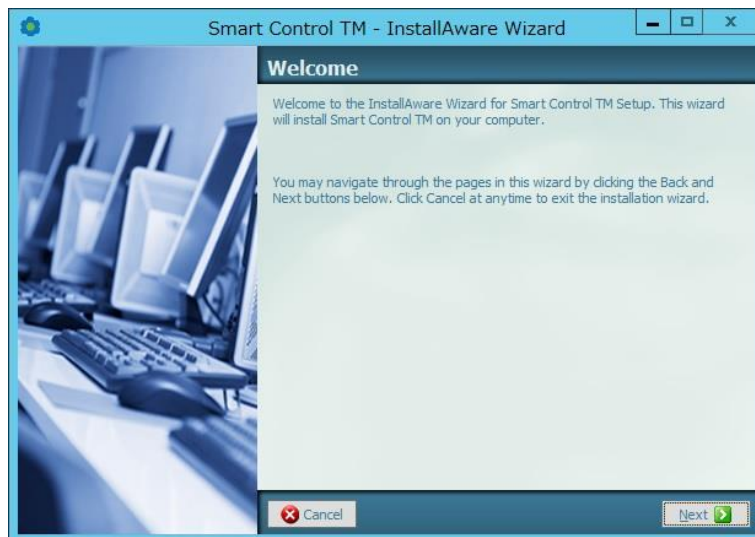 Smart Control TM - InstallAware Wizard
Welcome
Welcome to the InstallAware Wizard for Smart Control TM Setup. This wizard
will install Smart Control TM on your computer.
You may navigate through the pages in this wizard by clicking the Back and
Next buttons below. Click Cancel at anytime to exit the installation wizard.
Cancel
Next